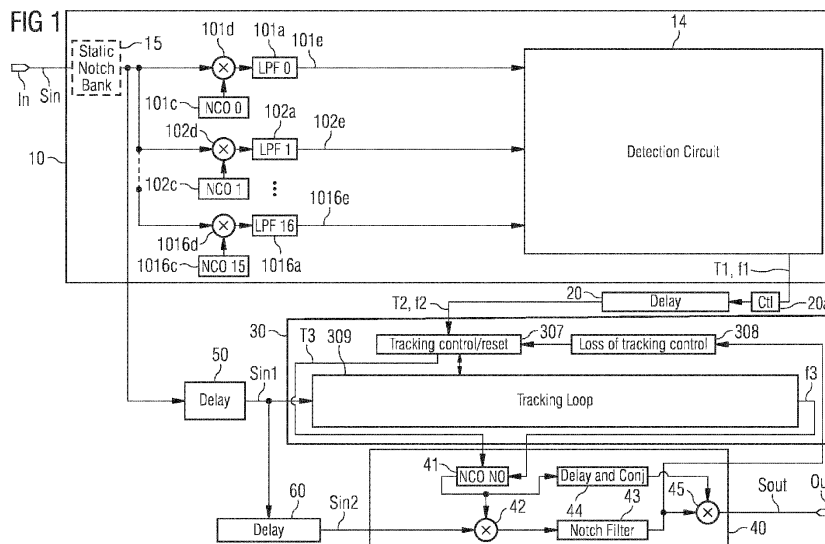 FIG 1
15
101d
101a
101e
14
Static
Notch
Bank
LPF 0
In
Sin
101c
NCO 0
102a
102e
102d
LPF 1
10
Detection Circuit
102c
NCO 1
1016e
LPF 16
1016d
1016a
1016c
NCO 15
T1, f1
T2, f2
20
Delay
Ctl
20a
30
T3
309
307
308
Tracking control/reset
Loss of tracking control
50
Sin1
Delay
Tracking Loop
f3
41
NCO NO
Delay and Conj
43
45
Sout
60
Sin2
42
44
Delay
Notch Filter
40